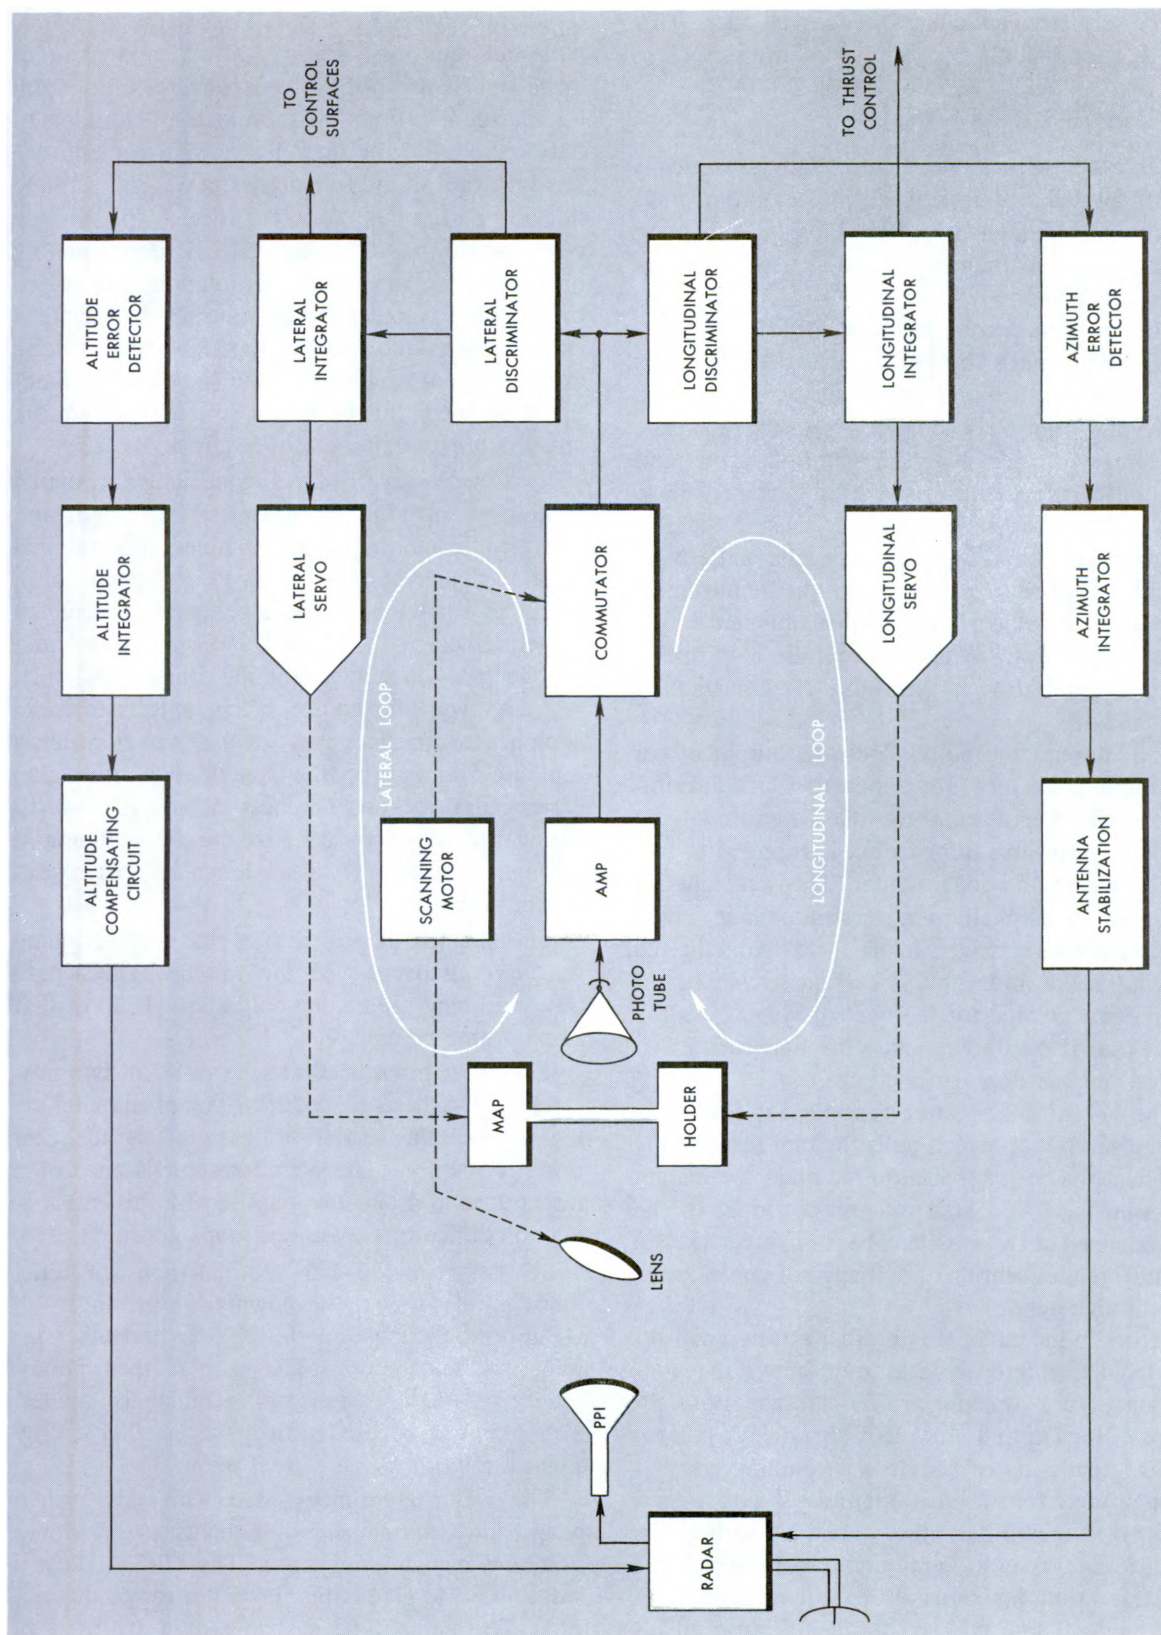 ALTITUDE
COMPENSATING
CIRCUIT
ALTITUDE
INTEGRATOR
ALTITUDE
ERROR
DETECTOR
LATERAL
SERVO
LATERAL
INTEGRATOR
TO
CONTROL
SURFACES
LATERAL LOOP
SCANNING
MOTOR
LATERAL
DISCRIMINATOR
RADAR
PPI
LENS
MAP
HOLDER
PHOTO
TUBE
AMP
COMMUTATOR
LONGITUDINAL
DISCRIMINATOR
LONGITUDINAL LOOP
LONGITUDINAL
SERVO
LONGITUDINAL
INTEGRATOR
TO THRUST
CONTROL
ANTENNA
STABILIZATION
AZIMUTH
INTEGRATOR
AZIMUTH
ERROR
DETECTOR